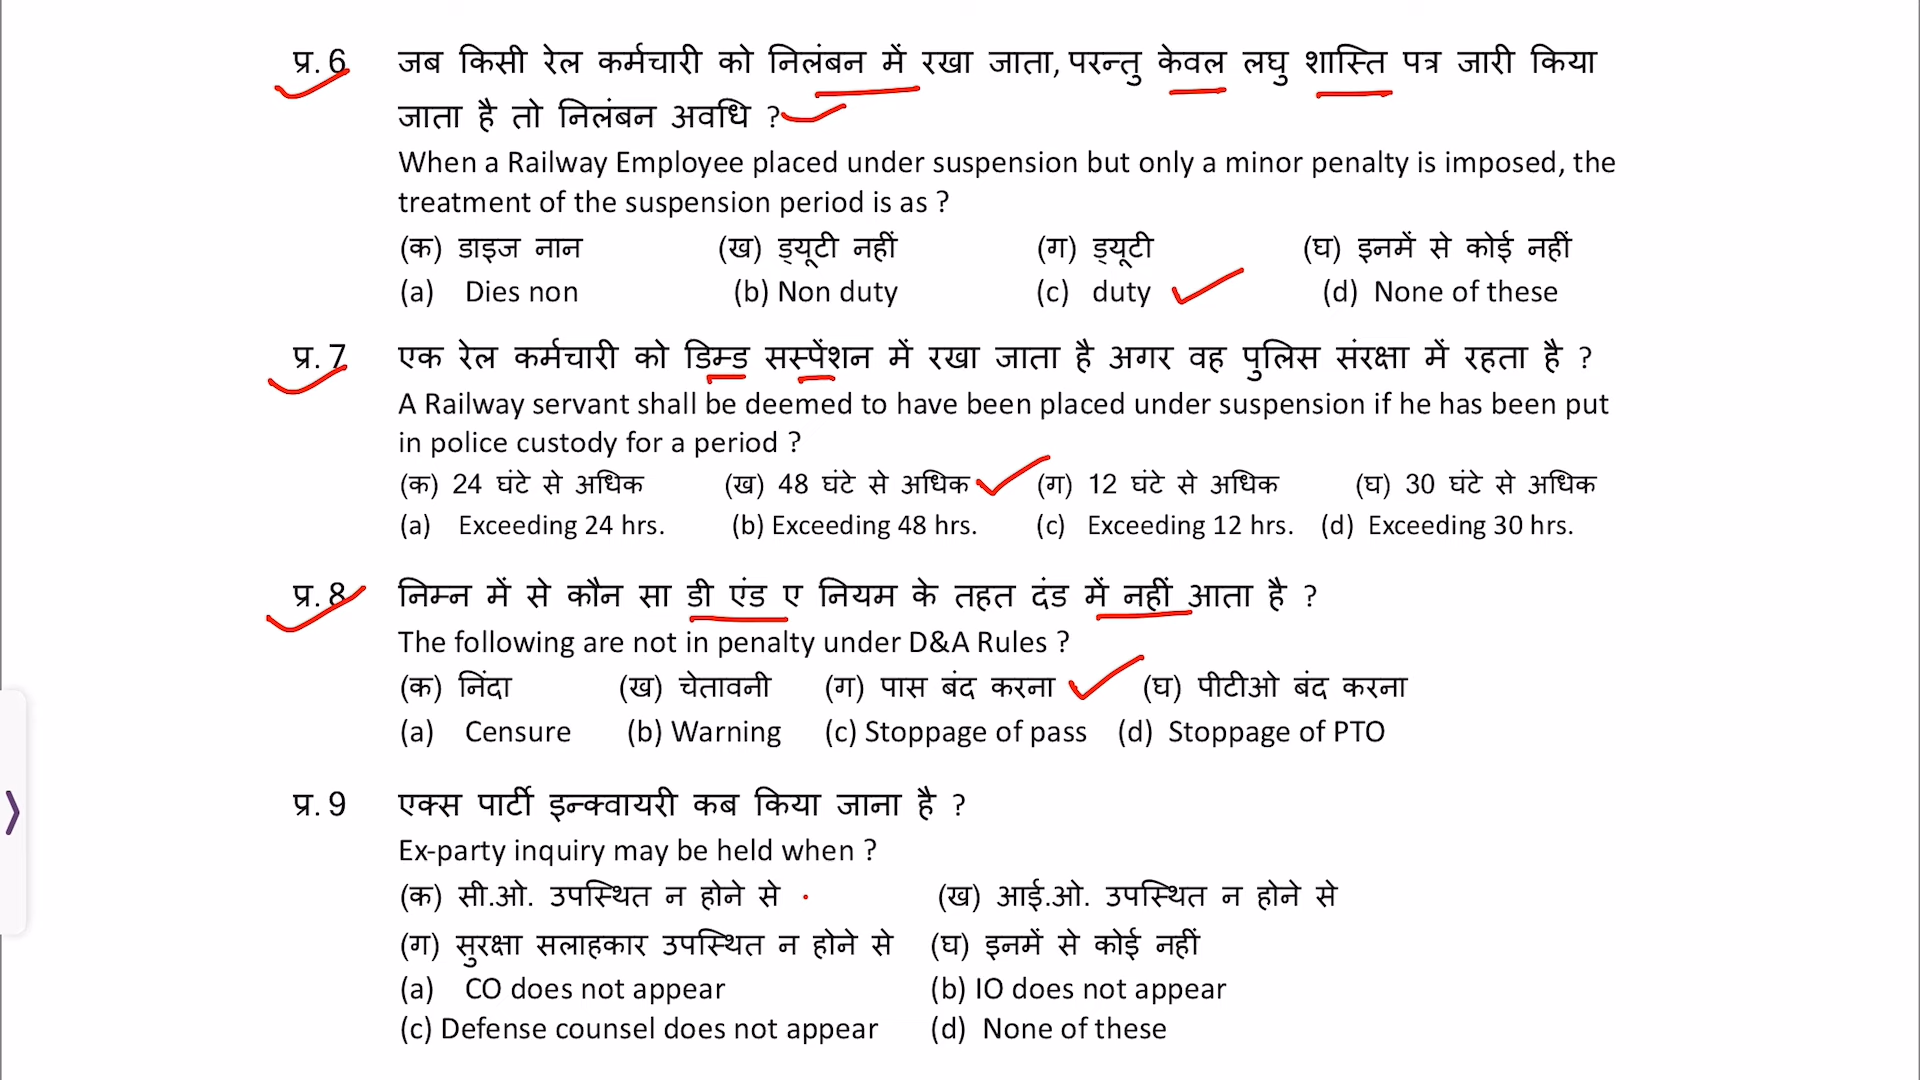 प्र. 6 जब किसी रेल कर्मचारी को निलंबन में रखा जाता, परन्तु केवल लघु शास्ति पत्र जारी किया
जाता है तो निलंबन अवधि ?
When a Railway Employee placed under suspension but only a minor penalty is imposed, the
treatment of the suspension period is as ?
(क) डाइज नान (ख) ड्यूटी नहीं (ग) ड्यूटी (घ) इनमें से कोई नहीं
(a) Dies non (b) Non duty (c) duty (d) None of these
प्र. 7 एक रेल कर्मचारी को डिम्ड सस्पेंशन में रखा जाता है अगर वह पुलिस संरक्षा में रहता है ?
A Railway servant shall be deemed to have been placed under suspension if he has been put
in police custody for a period ?
(क) 24 घंटे से अधिक (ख) 48 घंटे से अधिक (ग) 12 घंटे से अधिक (घ) 30 घंटे से अधिक
(a) Exceeding 24 hrs. (b) Exceeding 48 hrs. (c) Exceeding 12 hrs. (d) Exceeding 30 hrs.
प्र. 8 निम्न में से कौन सा डी एंड ए नियम के तहत दंड में नहीं आता है ?
The following are not in penalty under D&A Rules ?
(क) निंदा (ख) चेतावनी (ग) पास बंद करना (घ) पीटीओ बंद करना
(a) Censure (b) Warning (c) Stoppage of pass (d) Stoppage of PTO
प्र. 9 एक्स पार्टी इन्क्वायरी कब किया जाना है ?
Ex-party inquiry may be held when ?
(क) सी.ओ. उपस्थित न होने से (ख) आई.ओ. उपस्थित न होने से
(ग) सुरक्षा सलाहकार उपस्थित न होने से (घ) इनमें से कोई नहीं
(a) CO does not appear (b) IO does not appear
(c) Defense counsel does not appear (d) None of these